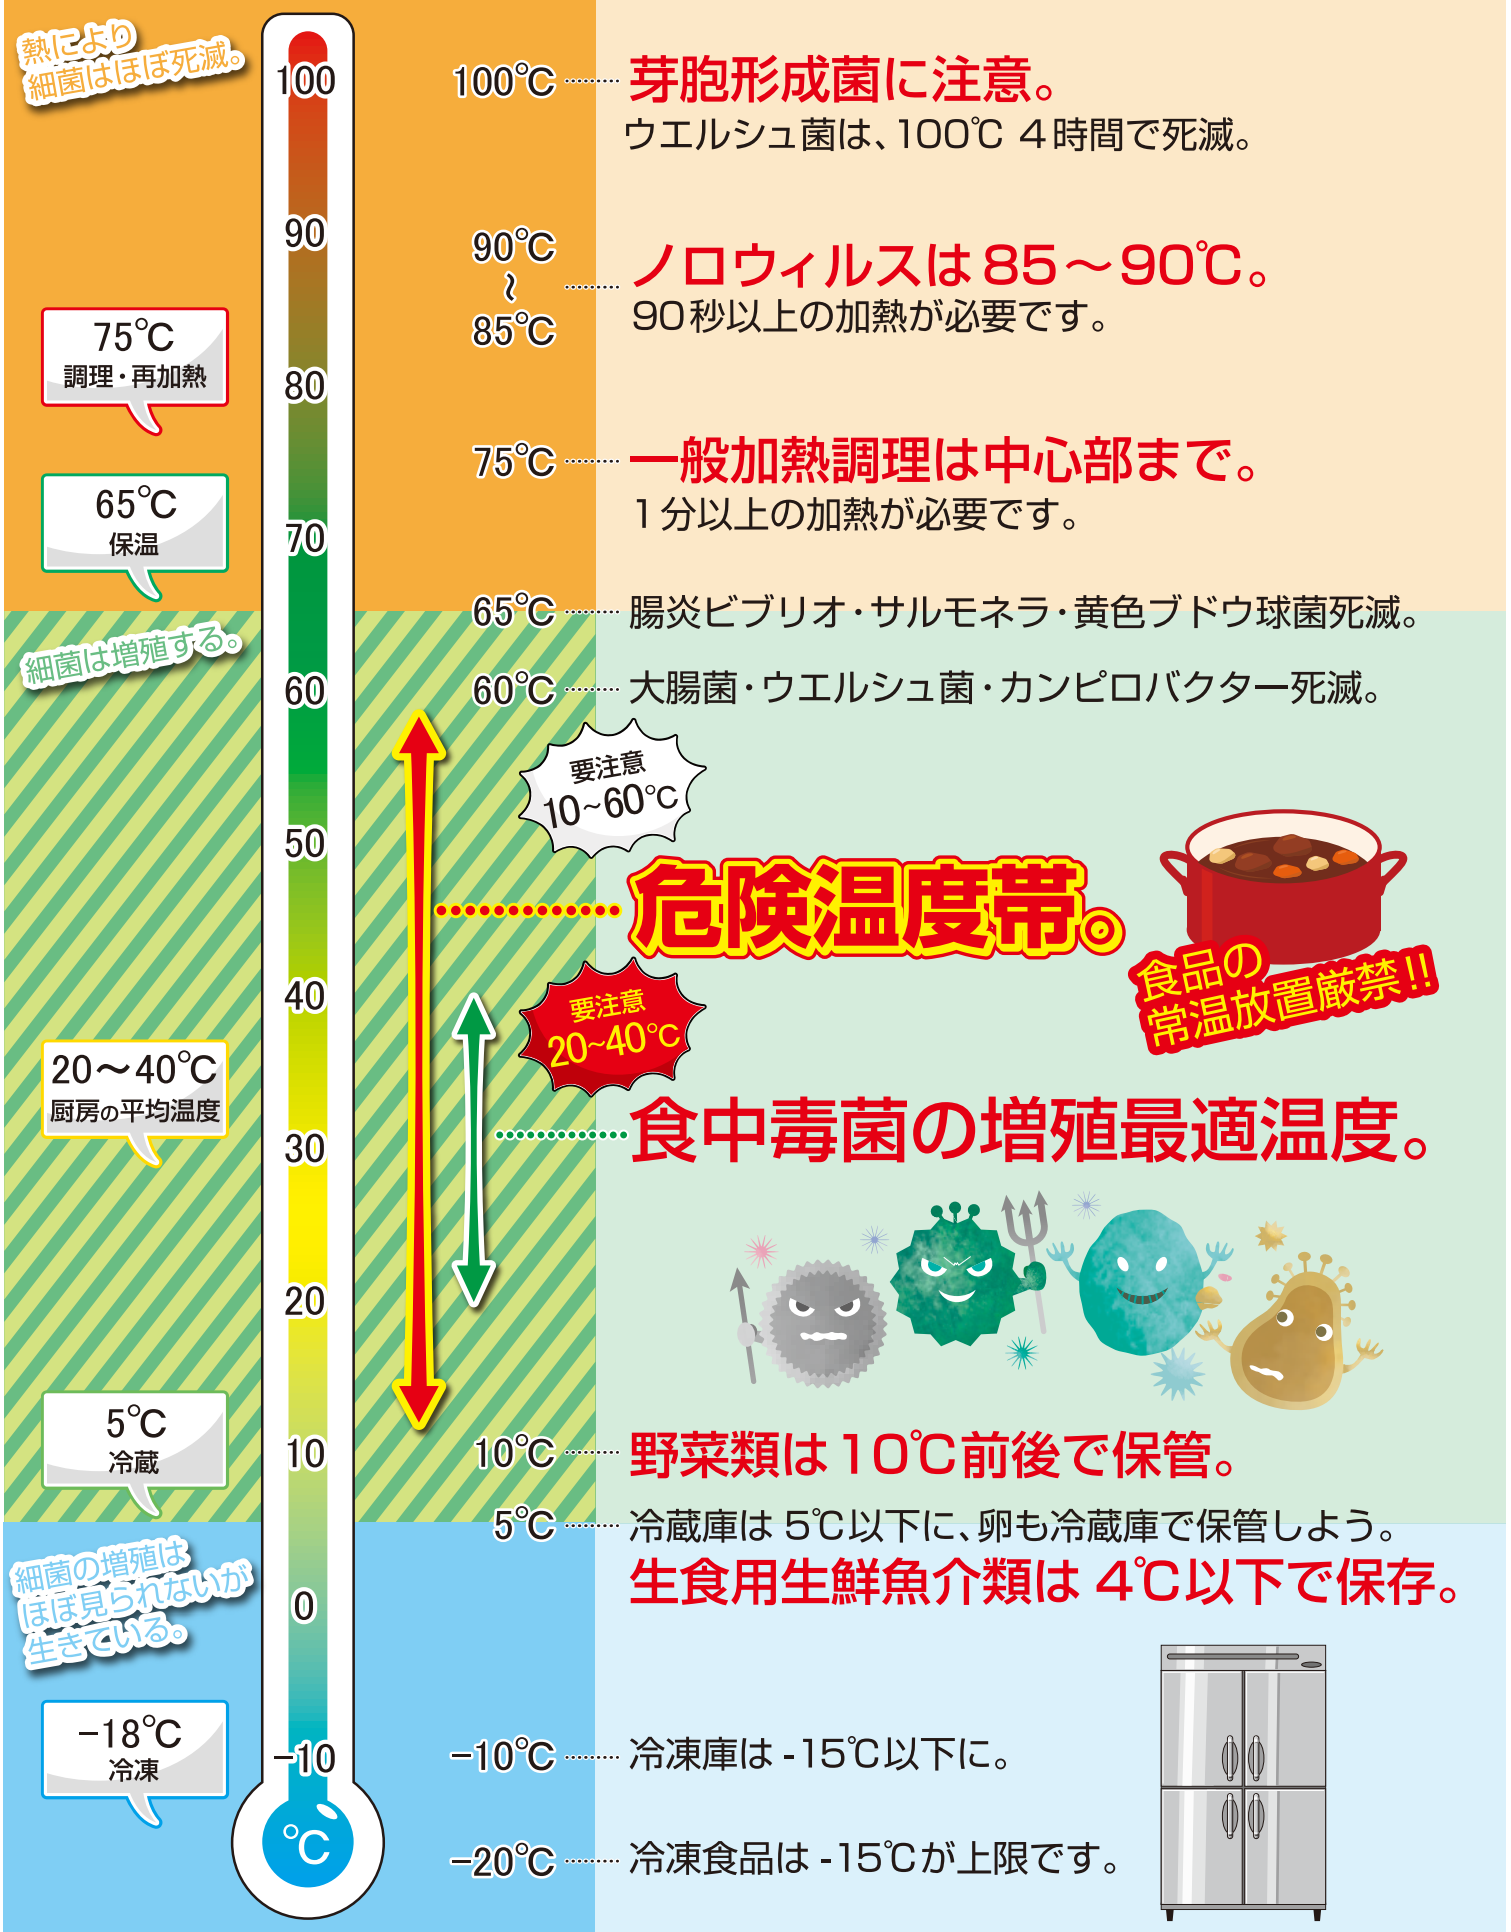 熱により
細菌はほぼ死滅。
100
90
80
70
60
50
40
30
20
10
0
−10
℃
75℃
調理・再加熱
65℃
保温
細菌は増殖する。
20〜40℃
厨房の平均温度
5℃
冷蔵
細菌の増殖は
ほぼ見られないが
生きている。
−18℃
冷凍
100℃
芽胞形成菌に注意。
ウエルシュ菌は、100℃ 4時間で死滅。
90℃
〜
85℃
ノロウィルスは85〜90℃。
90秒以上の加熱が必要です。
75℃
一般加熱調理は中心部まで。
1分以上の加熱が必要です。
65℃
腸炎ビブリオ・サルモネラ・黄色ブドウ球菌死滅。
60℃
大腸菌・ウエルシュ菌・カンピロバクター死滅。
要注意
10~60℃
危険温度帯。
食品の
常温放置厳禁!!
要注意
20~40℃
食中毒菌の増殖最適温度。
10℃
野菜類は10℃前後で保管。
5℃
冷蔵庫は 5℃以下に、卵も冷蔵庫で保管しよう。
生食用生鮮魚介類は 4℃以下で保存。
−10℃
冷凍庫は -15℃以下に。
−20℃
冷凍食品は -15℃が上限です。